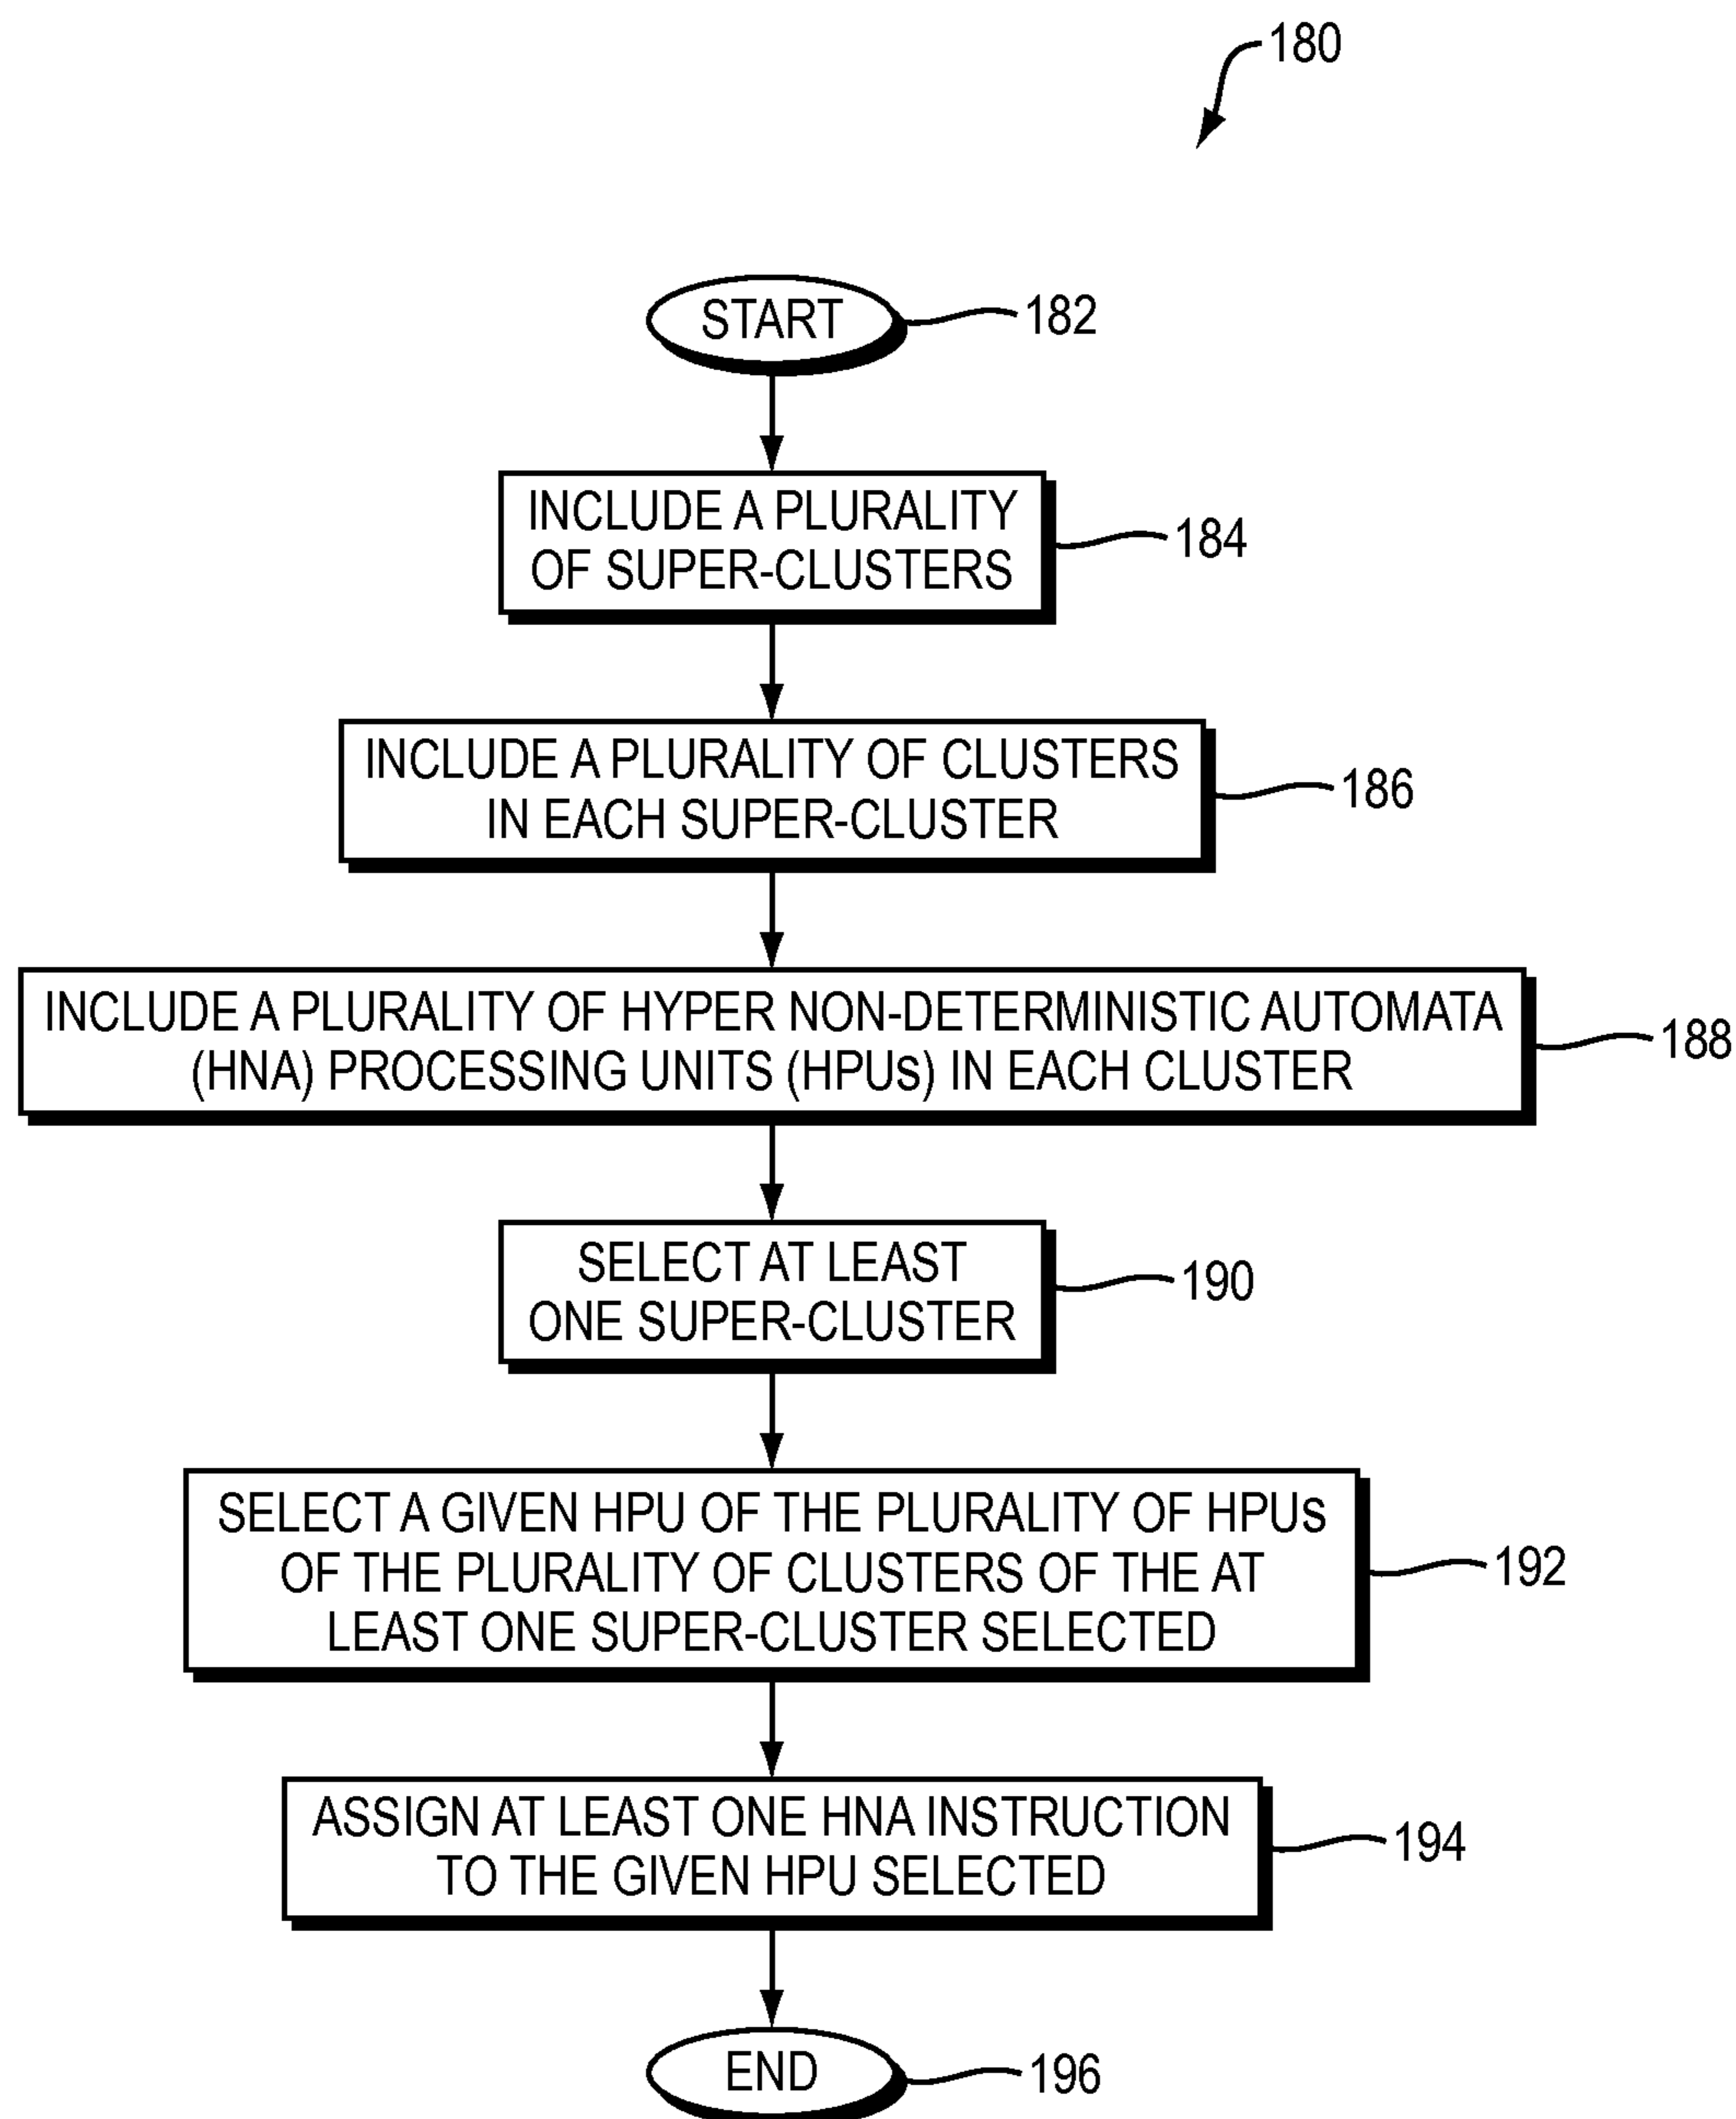 180
START
182
INCLUDE A PLURALITY
OF SUPER-CLUSTERS
184
INCLUDE A PLURALITY OF CLUSTERS
IN EACH SUPER-CLUSTER
186
INCLUDE A PLURALITY OF HYPER NON-DETERMINISTIC AUTOMATA
(HNA) PROCESSING UNITS (HPUs) IN EACH CLUSTER
188
SELECT AT LEAST
ONE SUPER-CLUSTER
190
SELECT A GIVEN HPU OF THE PLURALITY OF HPUs
OF THE PLURALITY OF CLUSTERS OF THE AT
LEAST ONE SUPER-CLUSTER SELECTED
192
ASSIGN AT LEAST ONE HNA INSTRUCTION
TO THE GIVEN HPU SELECTED
194
END
196